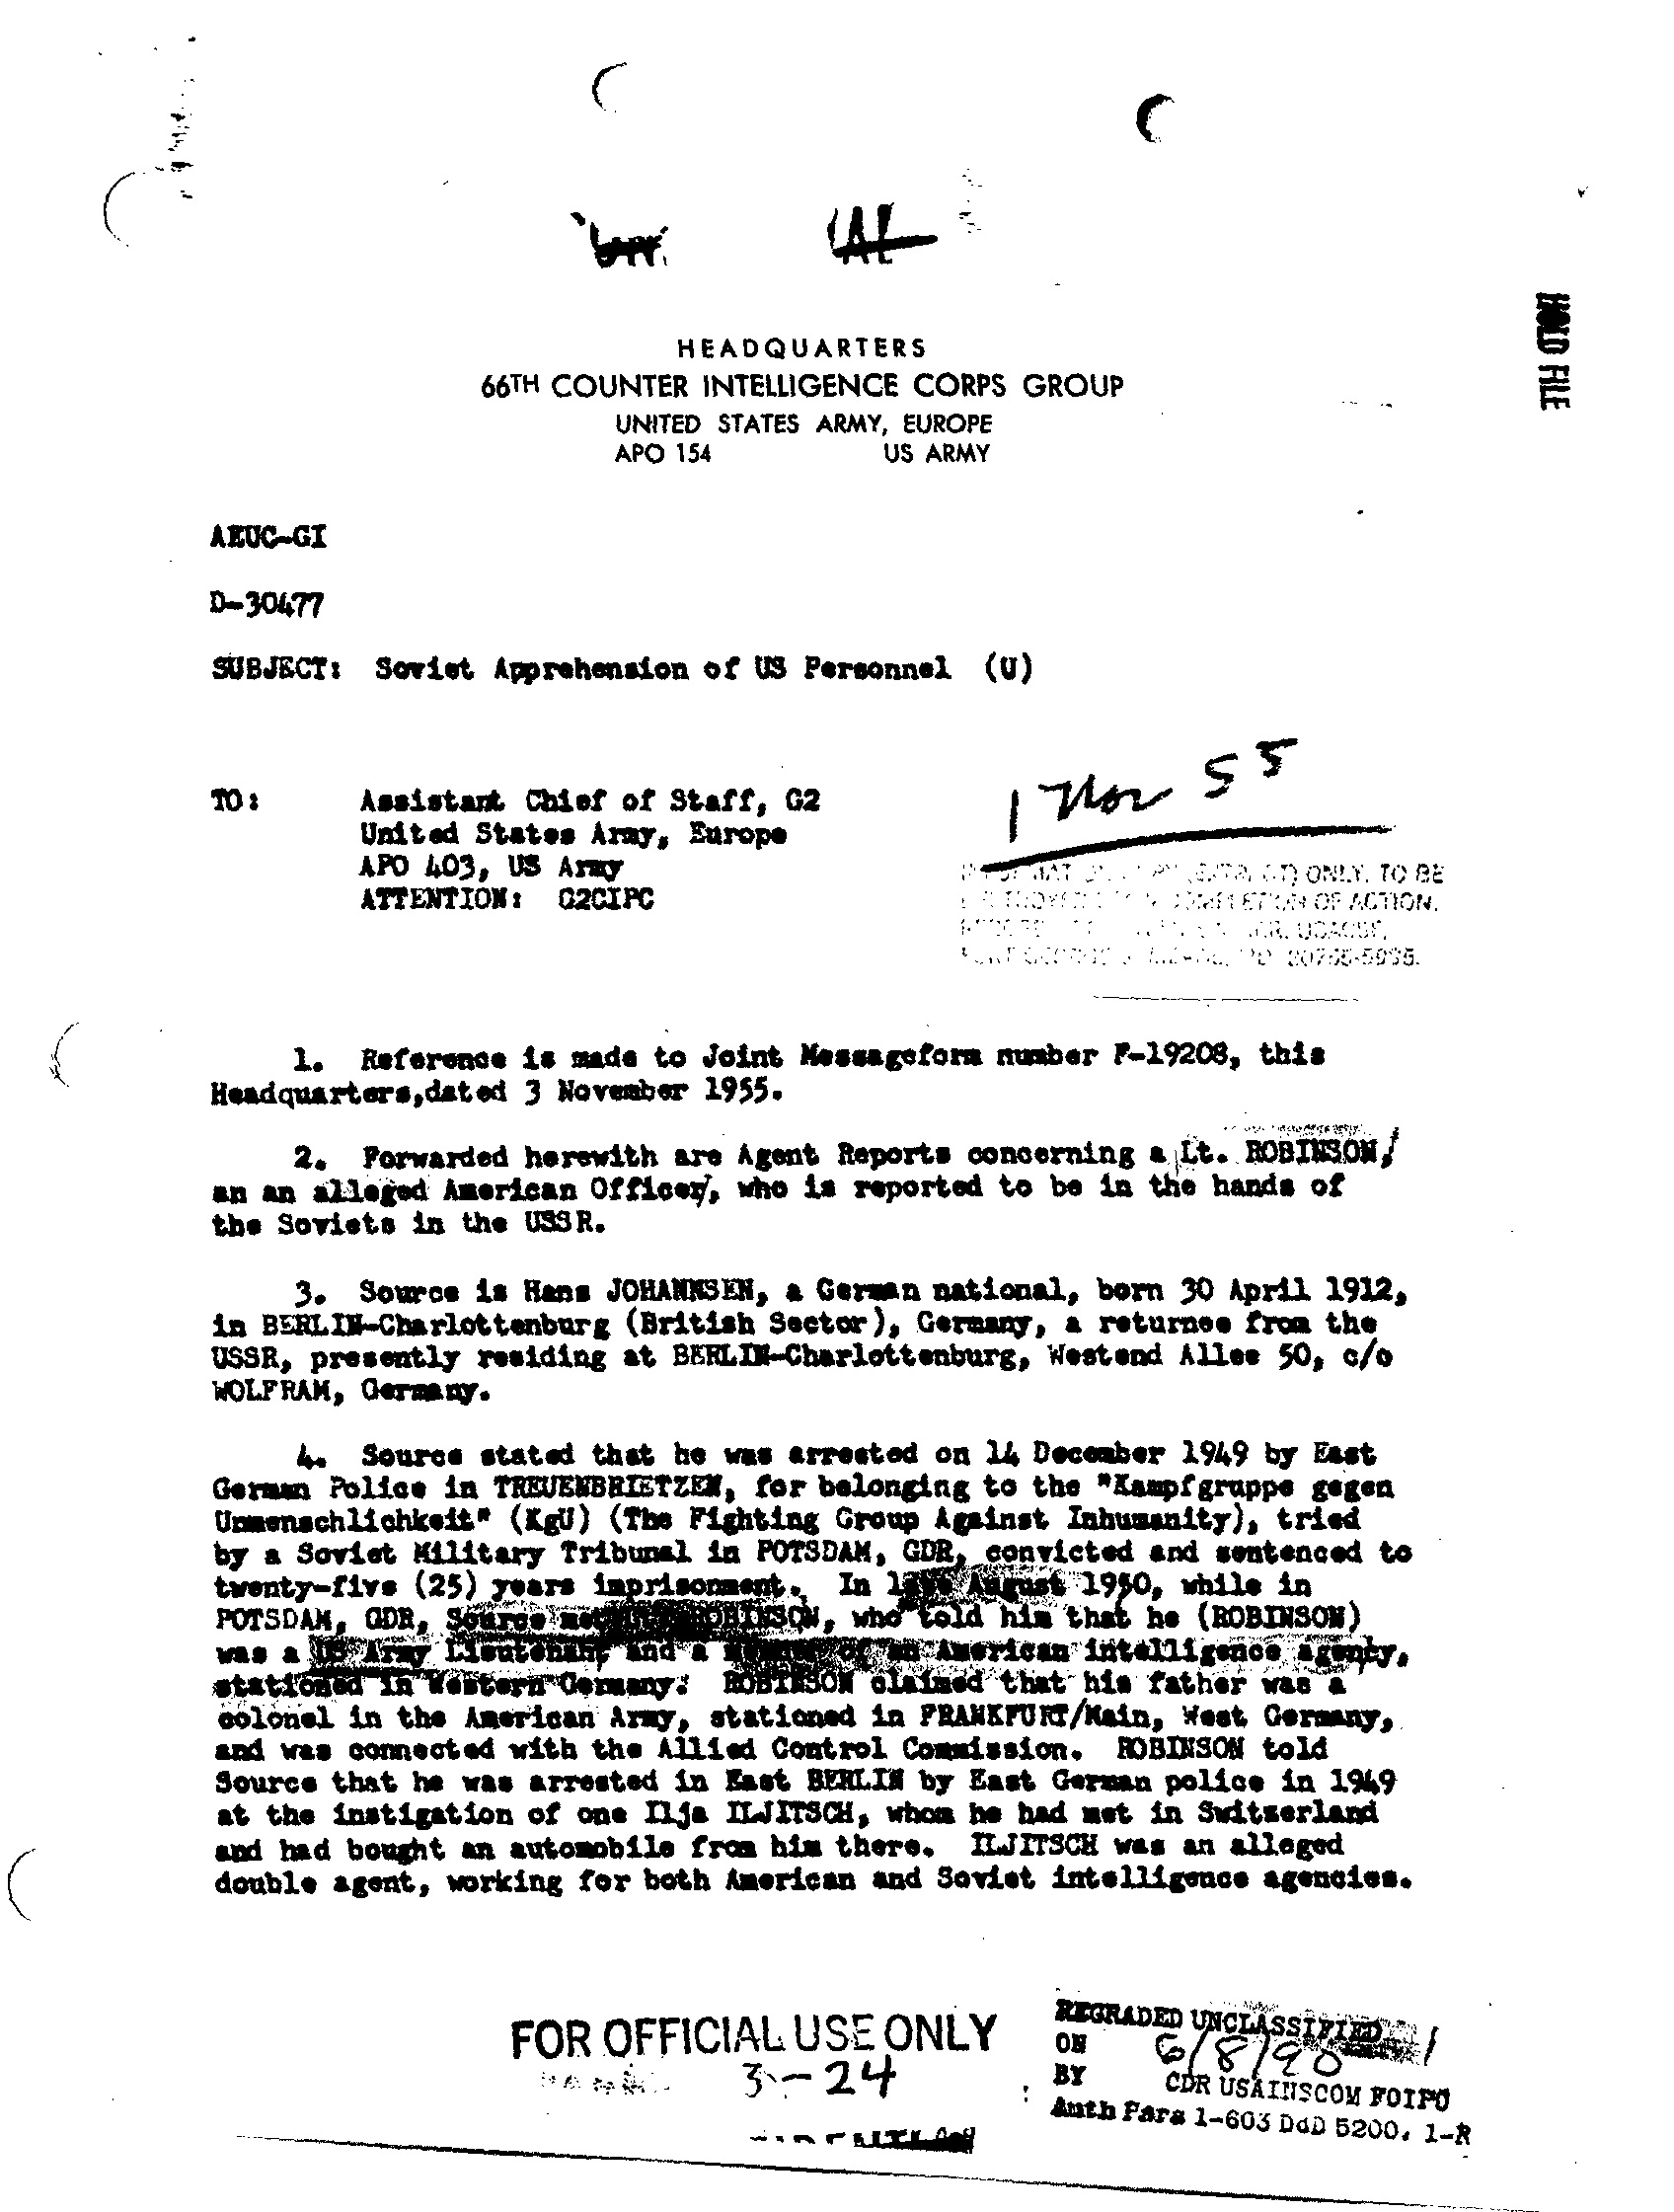 HOLD FILE
HEADQUARTERS
66TH COUNTER INTELLIGENCE CORPS GROUP
UNITED STATES ARMY, EUROPE
APO 154 US ARMY
AEUC-GI
D-30477
SUBJECT: Soviet Apprehension of US Personnel (U)
1 Nov 55
TO: Assistant Chief of Staff, G2
United States Army, Europe
APO 403, US Army
ATTENTION: G2CIPC
ONLY. TO BE
OF ACTION.
1. Reference is made to Joint Messageform number F-19208, this
Headquarters,dated 3 November 1955.
2. Forwarded herewith are Agent Reports concerning a Lt. ROBINSON,
an an alleged American Officer, who is reported to be in the hands of
the Soviets in the USSR.
3. Source is Hans JOHANNSEN, a German national, born 30 April 1912,
in BERLIN-Charlottenburg (British Sector), Germany, a returnee from the
USSR, presently residing at BERLIN-Charlottenburg, Westend Allee 50, c/o
WOLFRAM, Germany.
4. Source stated that he was arrested on 14 December 1949 by East
German Police in TREUENBRIETZEN, for belonging to the "Kampfgruppe gegen
Unmenschlichkeit" (KgU) (The Fighting Group Against Inhumanity), tried
by a Soviet Military Tribunal in POTSDAM, GDR, convicted and sentenced to
twenty-five (25) years imprisonment. In late August 1950, while in
POTSDAM, GDR, Source met ROBINSON, who told him that he (ROBINSON)
was a US Army Lieutenant and a of an American intelligence agency,
stationed in Western Germany. ROBINSON claimed that his father was a
colonel in the American Army, stationed in FRANKFURT/Main, West Germany,
and was connected with the Allied Control Commission. ROBINSON told
Source that he was arrested in East BERLIN by East German police in 1949
at the instigation of one Ilja ILJITSCH, whom he had met in Switzerland
and had bought an automobile from him there. ILJITSCH was an alleged
double agent, working for both American and Soviet intelligence agencies.
FOR OFFICIAL USE ONLY
3-24
REGRADED UNCLASSIFIED
ON 6/8/90
BY CDR USAINSCOM FOIPO
Auth Para 1-603 DoD 5200. 1-R